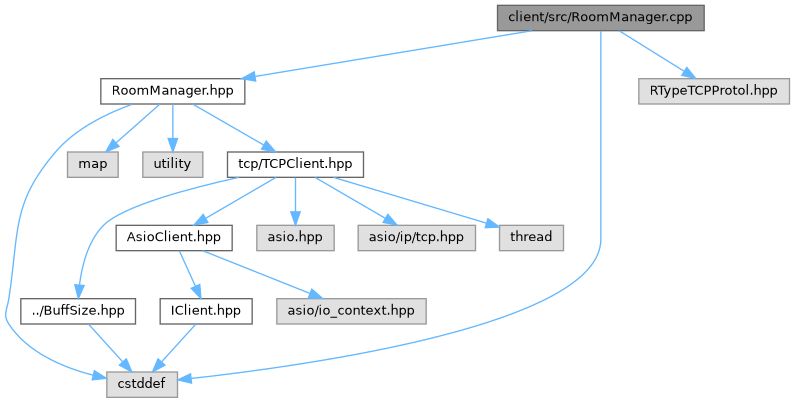 client/src/RoomManager.cpp
RoomManager.hpp
RTypeTCPProtol.hpp
map
utility
tcp/TCPClient.hpp
AsioClient.hpp
asio.hpp
asio/ip/tcp.hpp
thread
../BuffSize.hpp
IClient.hpp
asio/io_context.hpp
cstddef